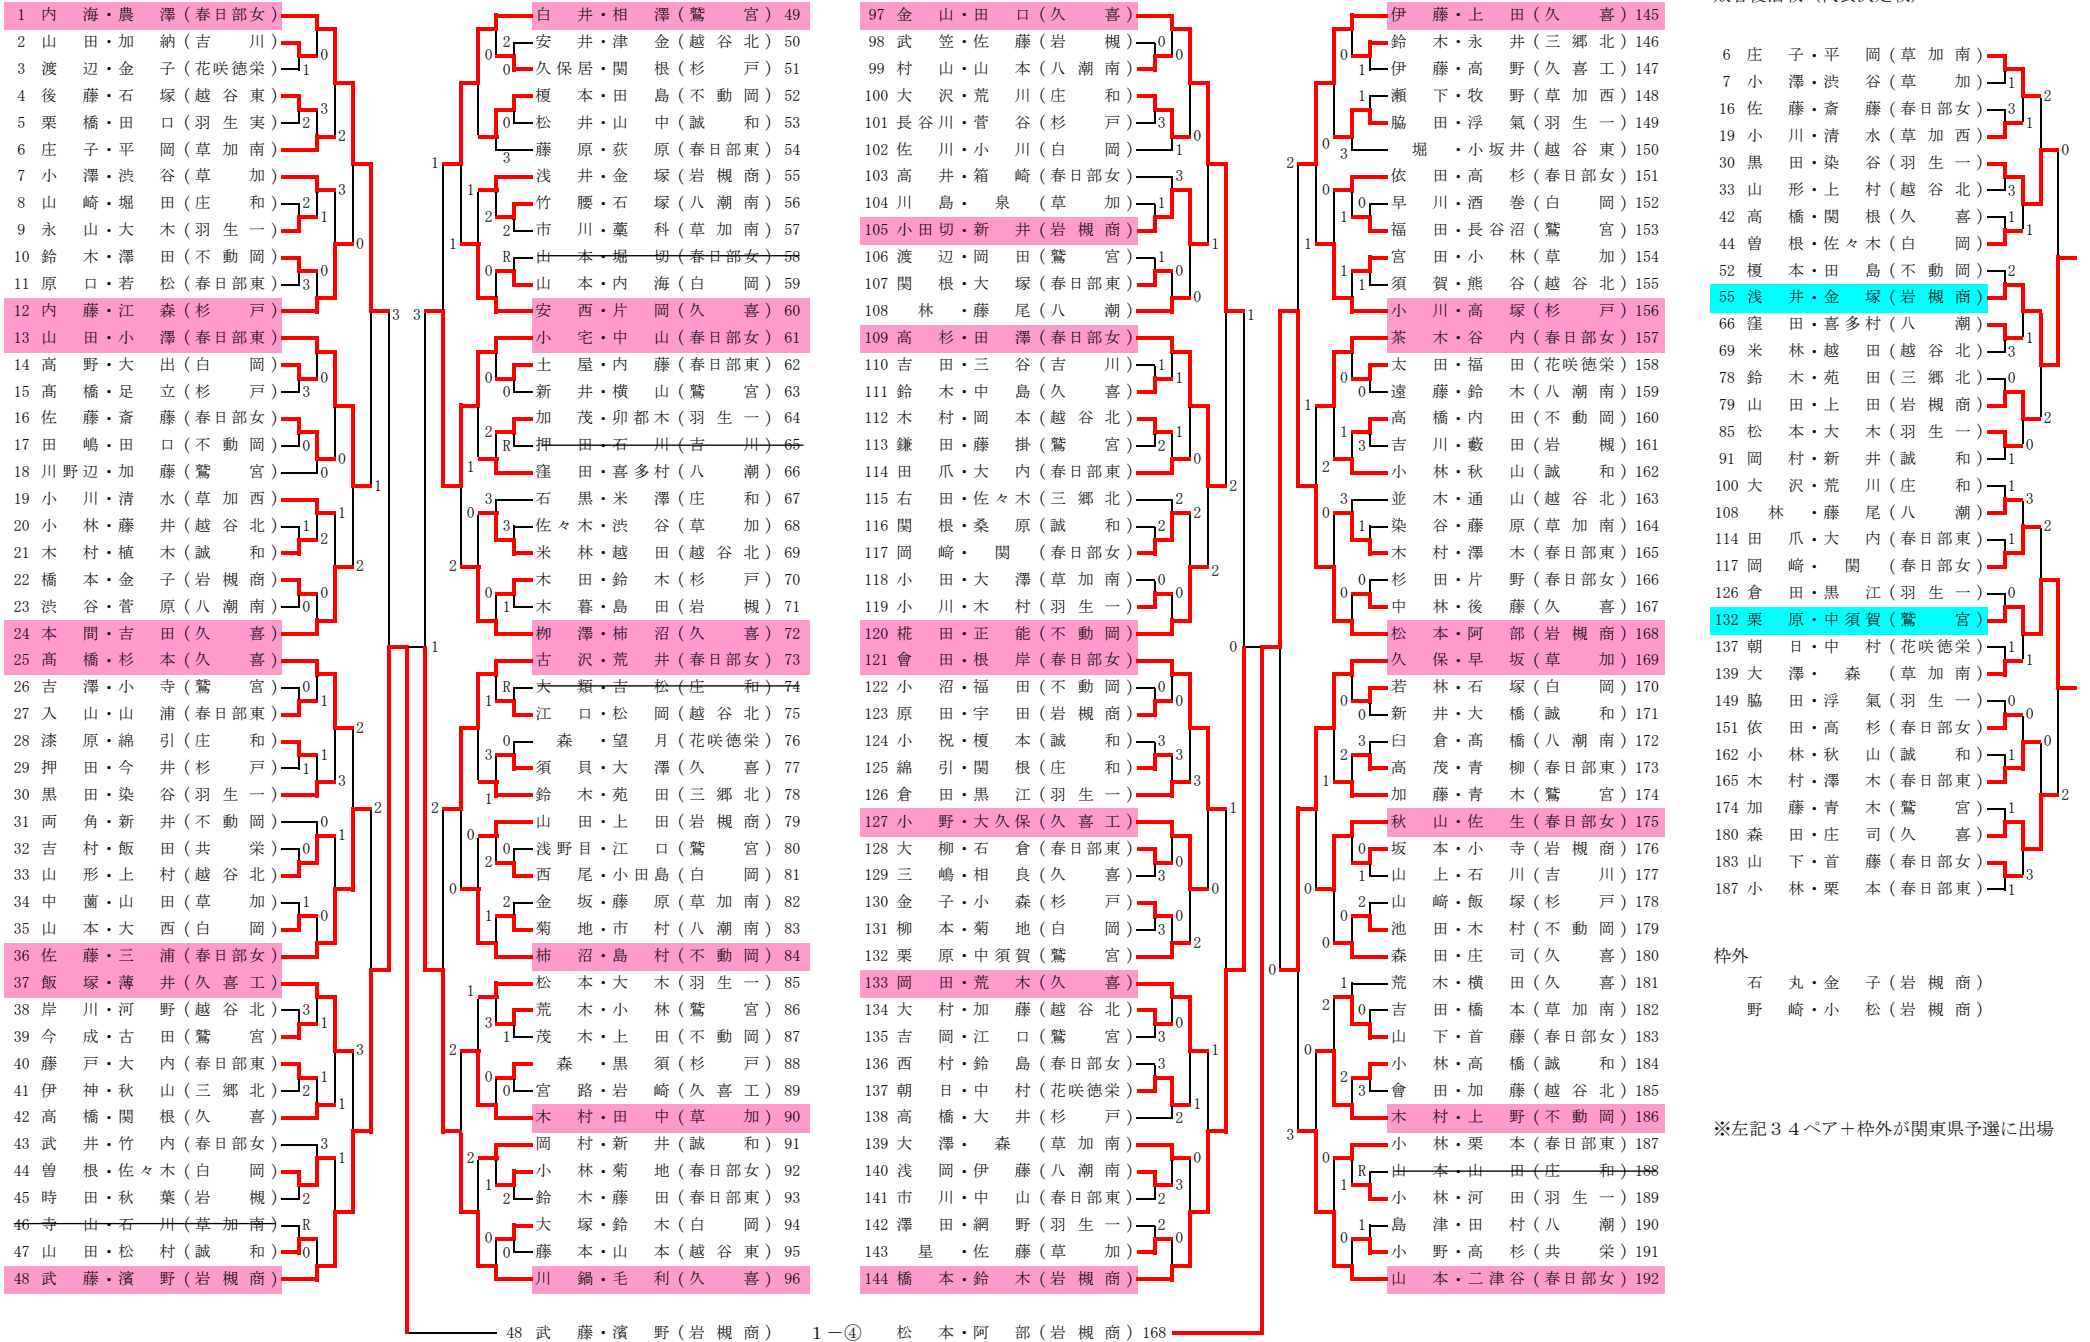 1 内海・農澤(春日部女)
2 山田・加納(吉川)
3 渡辺・金子(花咲徳栄)
4 後藤・石塚(越谷東)
5 栗橋・田口(羽生実)
6 庄子・平岡(草加南)
7 小澤・渋谷(草加)
8 山崎・堀田(庄和)
9 永山・大木(羽生一)
10 鈴木・澤田(不動岡)
11 原口・若松(春日部東)
12 内藤・江森(杉戸)
13 山田・小澤(春日部東)
14 高野・大出(白岡)
15 髙橋・足立(杉戸)
16 佐藤・斎藤(春日部女)
17 田嶋・田口(不動岡)
18 川野辺・加藤(鷲宮)
19 小川・清水(草加西)
20 小林・藤井(越谷北)
21 木村・植木(誠和)
22 橋本・金子(岩槻商)
23 渋谷・菅原(八潮南)
24 本間・吉田(久喜)
25 髙橋・杉本(久喜)
26 吉澤・小寺(鷲宮)
27 入山・山浦(春日部東)
28 漆原・綿引(庄和)
29 押田・今井(杉戸)
30 黒田・染谷(羽生一)
31 両角・新井(不動岡)
32 吉村・飯田(共栄)
33 山形・上村(越谷北)
34 中薗・山田(草加)
35 山本・大西(白岡)
36 佐藤・三浦(春日部女)
37 飯塚・薄井(久喜工)
38 岸川・河野(越谷北)
39 今成・古田(鷲宮)
40 藤戸・大内(春日部東)
41 伊神・秋山(三郷北)
42 高橋・関根(久喜)
43 武井・竹内(春日部女)
44 曽根・佐々木(白岡)
45 時田・秋葉(岩槻)
46 寺山・石川(草加南)
47 山田・松村(誠和)
48 武藤・濱野(岩槻商)
白井・相澤(鷲宮) 49
安井・津金(越谷北) 50
久保居・関根(杉戸) 51
榎本・田島(不動岡) 52
松井・山中(誠和) 53
藤原・荻原(春日部東) 54
浅井・金塚(岩槻商) 55
竹腰・石塚(八潮南) 56
市川・藁科(草加南) 57
山本・堀切(春日部女) 58
山本・内海(白岡) 59
安西・片岡(久喜) 60
小宅・中山(春日部女) 61
土屋・内藤(春日部東) 62
新井・横山(鷲宮) 63
加茂・卯都木(羽生一) 64
押田・石川(吉川) 65
窪田・喜多村(八潮) 66
石黒・米澤(庄和) 67
佐々木・渋谷(草加) 68
米林・越田(越谷北) 69
木田・鈴木(杉戸) 70
木暮・島田(岩槻) 71
栁澤・柿沼(久喜) 72
古沢・荒井(春日部女) 73
大類・吉松(庄和) 74
江口・松岡(越谷北) 75
森・望月(花咲徳栄) 76
須貝・大澤(久喜) 77
鈴木・苑田(三郷北) 78
山田・上田(岩槻商) 79
浅野目・江口(鷲宮) 80
西尾・小田島(白岡) 81
金坂・藤原(草加南) 82
菊地・市村(八潮南) 83
柿沼・島村(不動岡) 84
松本・大木(羽生一) 85
荒木・小林(鷲宮) 86
茂木・上田(不動岡) 87
森・黒須(杉戸) 88
宮路・岩崎(久喜工) 89
木村・田中(草加) 90
岡村・新井(誠和) 91
小林・菊地(春日部女) 92
鈴木・藤田(春日部東) 93
大塚・鈴木(白岡) 94
藤本・山本(越谷東) 95
川鍋・毛利(久喜) 96
97 金山・田口(久喜)
98 武笠・佐藤(岩槻)
99 村山・山本(八潮南)
100 大沢・荒川(庄和)
101 長谷川・菅谷(杉戸)
102 佐川・小川(白岡)
103 高井・箱崎(春日部女)
104 川島・泉(草加)
105 小田切・新井(岩槻商)
106 渡辺・岡田(鷲宮)
107 関根・大塚(春日部東)
108 林・藤尾(八潮)
109 高杉・田澤(春日部女)
110 吉田・三谷(吉川)
111 鈴木・中島(久喜)
112 木村・岡本(越谷北)
113 鎌田・藤掛(鷲宮)
114 田爪・大内(春日部東)
115 右田・佐々木(三郷北)
116 関根・桑原(誠和)
117 岡﨑・関(春日部女)
118 小田・大澤(草加南)
119 小川・木村(羽生一)
120 椛田・正能(不動岡)
121 會田・根岸(春日部女)
122 小沼・福田(不動岡)
123 原田・宇田(岩槻商)
124 小祝・榎本(誠和)
125 綿引・関根(庄和)
126 倉田・黒江(羽生一)
127 小野・大久保(久喜工)
128 大柳・石倉(春日部東)
129 三嶋・相良(久喜)
130 金子・小森(杉戸)
131 柳本・菊地(白岡)
132 栗原・中須賀(鷲宮)
133 岡田・荒木(久喜)
134 大村・加藤(越谷北)
135 吉岡・江口(鷲宮)
136 西村・鈴島(春日部女)
137 朝日・中村(花咲徳栄)
138 高橋・大井(杉戸)
139 大澤・森(草加南)
140 浅岡・伊藤(八潮南)
141 市川・中山(春日部東)
142 澤田・網野(羽生一)
143 星・佐藤(草加)
144 橋本・鈴木(岩槻商)
伊藤・上田(久喜) 145
鈴木・永井(三郷北) 146
伊藤・高野(久喜工) 147
瀬下・牧野(草加西) 148
脇田・浮氣(羽生一) 149
堀・小坂井(越谷東) 150
依田・高杉(春日部女) 151
早川・酒巻(白岡) 152
福田・長谷沼(鷲宮) 153
宮田・小林(草加) 154
須賀・熊谷(越谷北) 155
小川・高塚(杉戸) 156
茶木・谷内(春日部女) 157
太田・福田(花咲徳栄) 158
遠藤・鈴木(八潮南) 159
高橋・内田(不動岡) 160
吉川・藪田(岩槻) 161
小林・秋山(誠和) 162
並木・通山(越谷北) 163
染谷・藤原(草加南) 164
木村・澤木(春日部東) 165
杉田・片野(春日部女) 166
中林・後藤(久喜) 167
松本・阿部(岩槻商) 168
久保・早坂(草加) 169
若林・石塚(白岡) 170
新井・大橋(誠和) 171
臼倉・髙橋(八潮南) 172
高茂・青柳(春日部東) 173
加藤・青木(鷲宮) 174
秋山・佐生(春日部女) 175
坂本・小寺(岩槻商) 176
山上・石川(吉川) 177
山﨑・飯塚(杉戸) 178
池田・木村(不動岡) 179
森田・庄司(久喜) 180
荒木・横田(久喜) 181
吉田・橋本(草加南) 182
山下・首藤(春日部女) 183
小林・高橋(誠和) 184
會田・加藤(越谷北) 185
木村・上野(不動岡) 186
小林・栗本(春日部東) 187
山本・山田(庄和) 188
小林・河田(羽生一) 189
島津・田村(八潮) 190
小野・高杉(共栄) 191
山本・二津谷(春日部女) 192
6 庄子・平岡(草加南)
7 小澤・渋谷(草加)
16 佐藤・斎藤(春日部女)
19 小川・清水(草加西)
30 黒田・染谷(羽生一)
33 山形・上村(越谷北)
42 高橋・関根(久喜)
44 曽根・佐々木(白岡)
52 榎本・田島(不動岡)
55 浅井・金塚(岩槻商)
66 窪田・喜多村(八潮)
69 米林・越田(越谷北)
78 鈴木・苑田(三郷北)
79 山田・上田(岩槻商)
85 松本・大木(羽生一)
91 岡村・新井(誠和)
100 大沢・荒川(庄和)
108 林・藤尾(八潮)
114 田爪・大内(春日部東)
117 岡﨑・関(春日部女)
126 倉田・黒江(羽生一)
132 栗原・中須賀(鷲宮)
137 朝日・中村(花咲徳栄)
139 大澤・森(草加南)
149 脇田・浮氣(羽生一)
151 依田・高杉(春日部女)
162 小林・秋山(誠和)
165 木村・澤木(春日部東)
174 加藤・青木(鷲宮)
180 森田・庄司(久喜)
183 山下・首藤(春日部女)
187 小林・栗本(春日部東)
枠外
石丸・金子(岩槻商)
野崎・小松(岩槻商)
※左記34ペア+枠外が関東県予選に出場
48 武藤・濱野(岩槻商) 1-④ 松本・阿部(岩槻商) 168